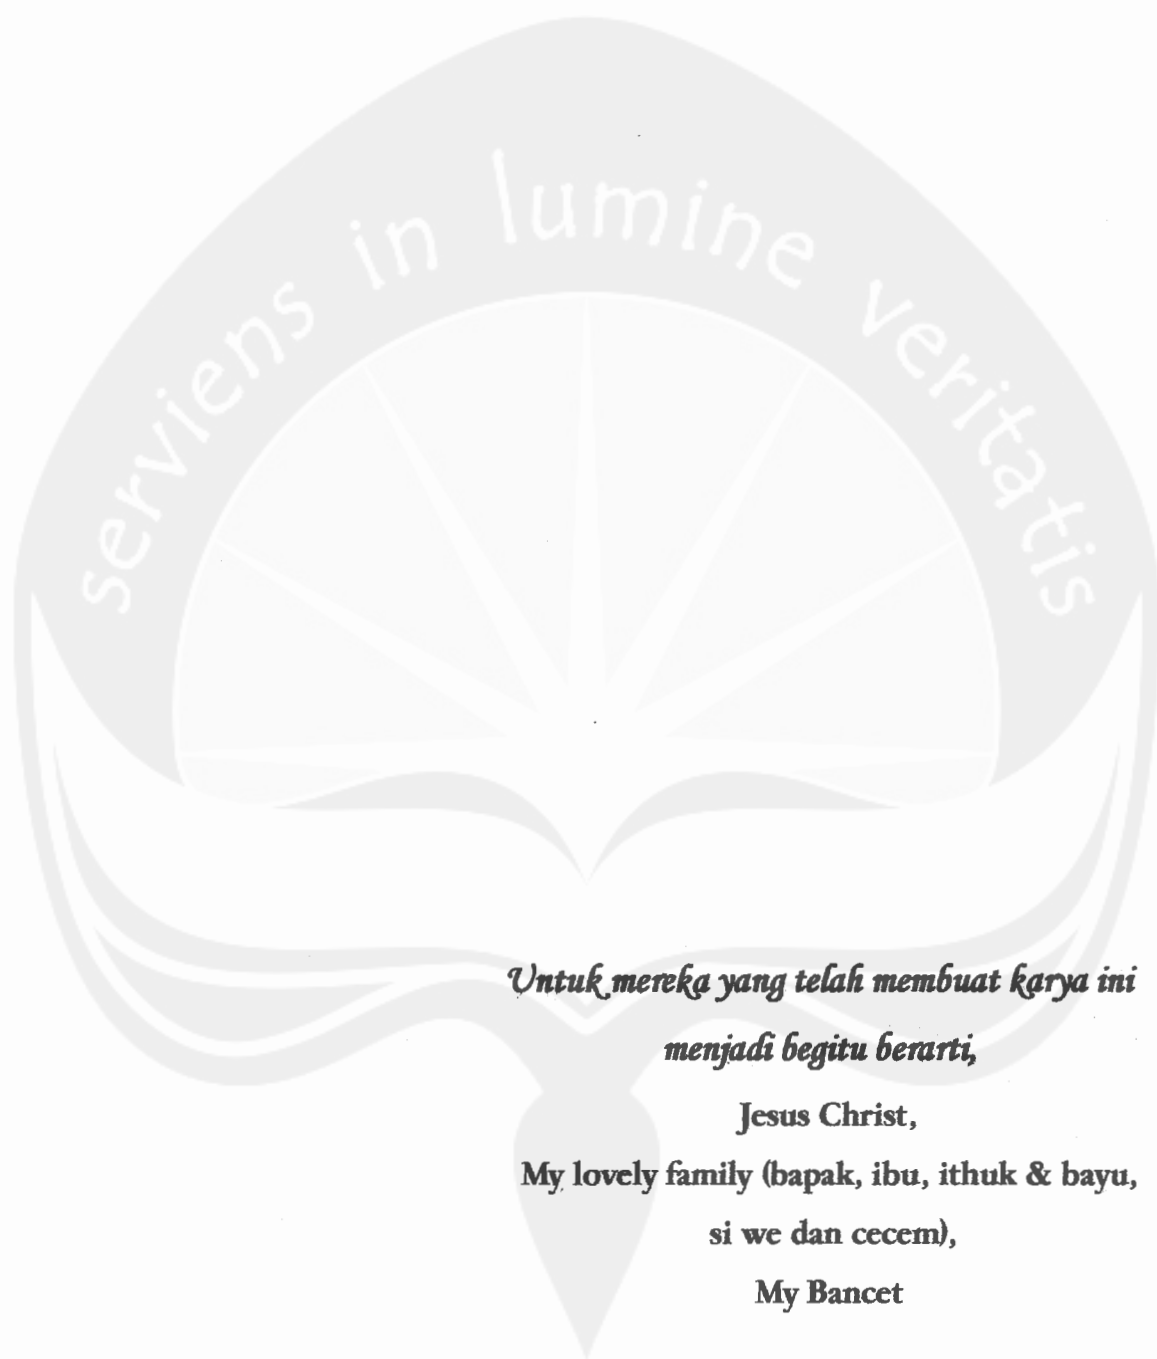 serviens in lumine veritatis
Untuk mereka yang telah membuat karya ini
menjadi begitu berarti,
Jesus Christ,
My lovely family (bapak, ibu, ithuk & bayu,
si we dan cecem),
My Bancet